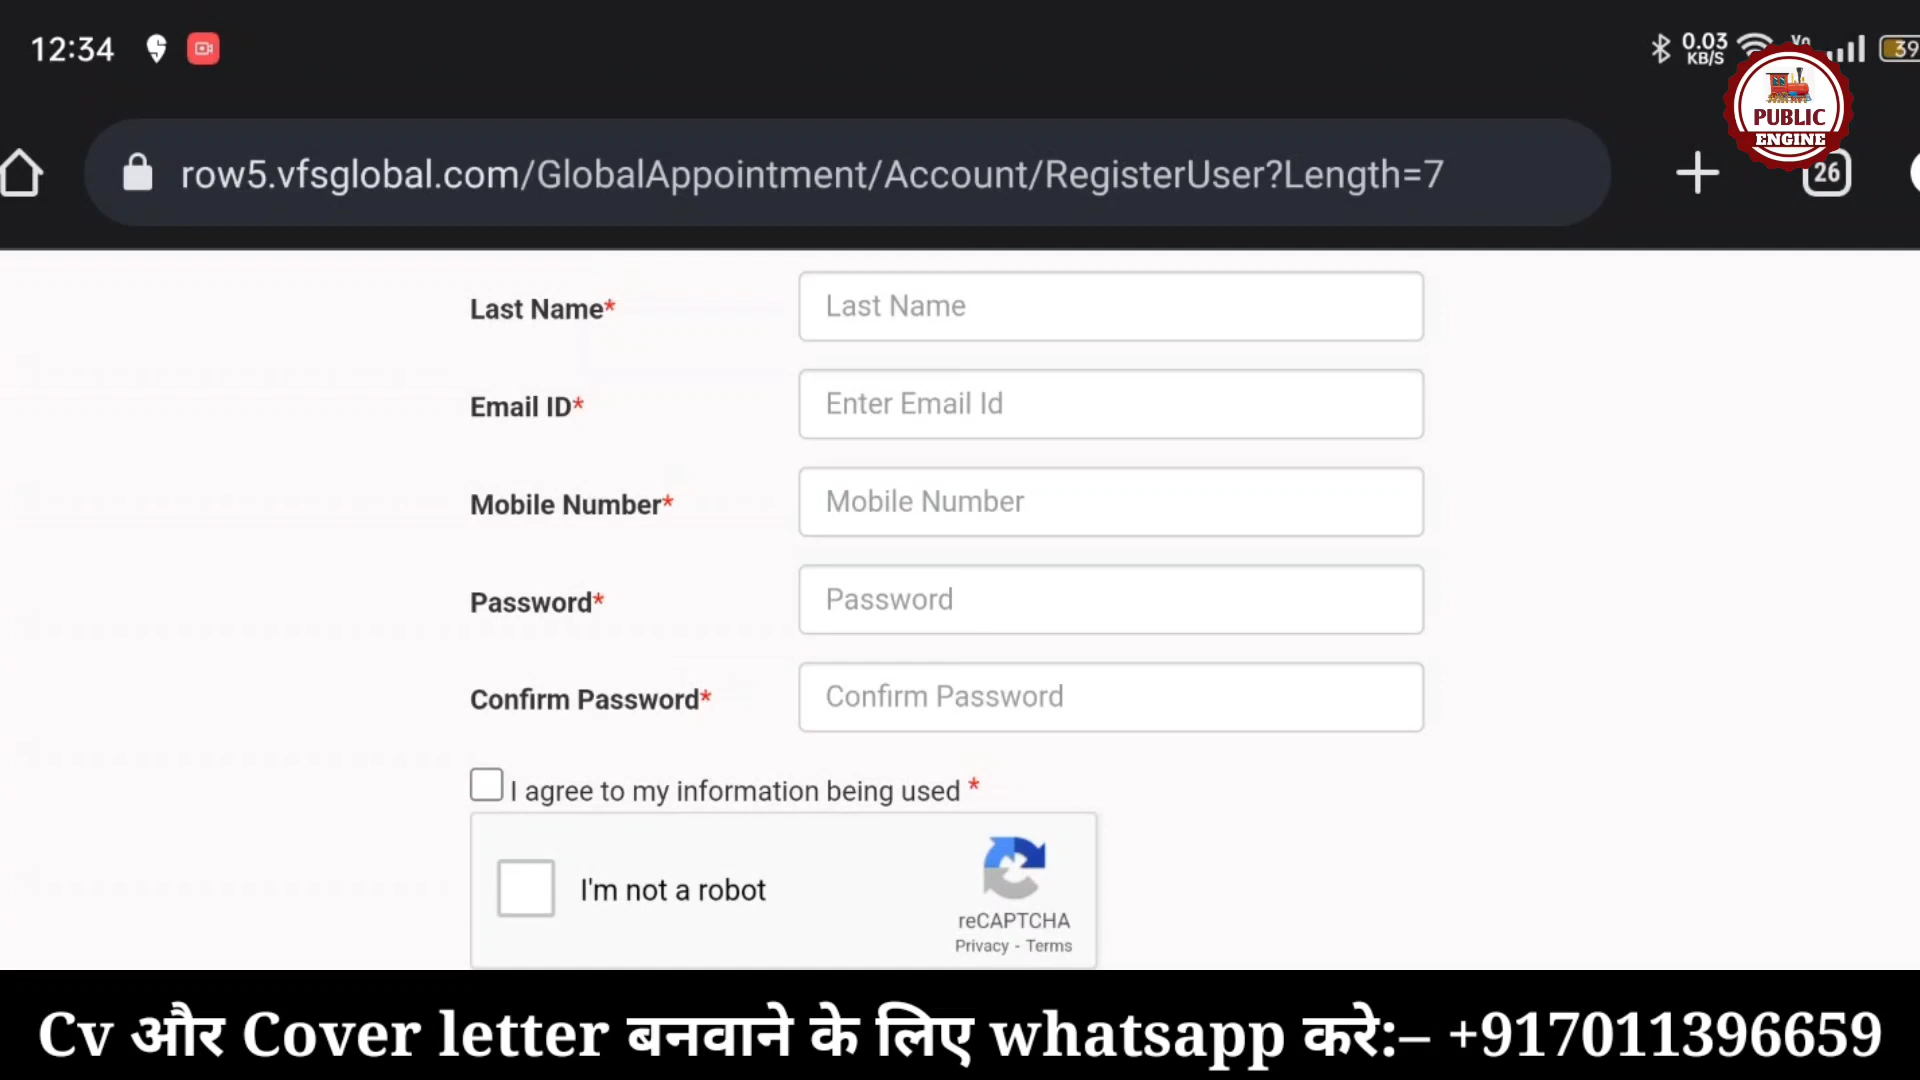 12:34
0.03
KB/S
Vo
39
PUBLIC
ENGINE
row5.vfsglobal.com/GlobalAppointment/Account/RegisterUser?Length=7
26
Last Name*
Last Name
Email ID*
Enter Email Id
Mobile Number*
Mobile Number
Password*
Password
Confirm Password*
Confirm Password
I agree to my information being used *
I'm not a robot
reCAPTCHA
Privacy - Terms
Cv और Cover letter बनवाने के लिए whatsapp करे:– +917011396659